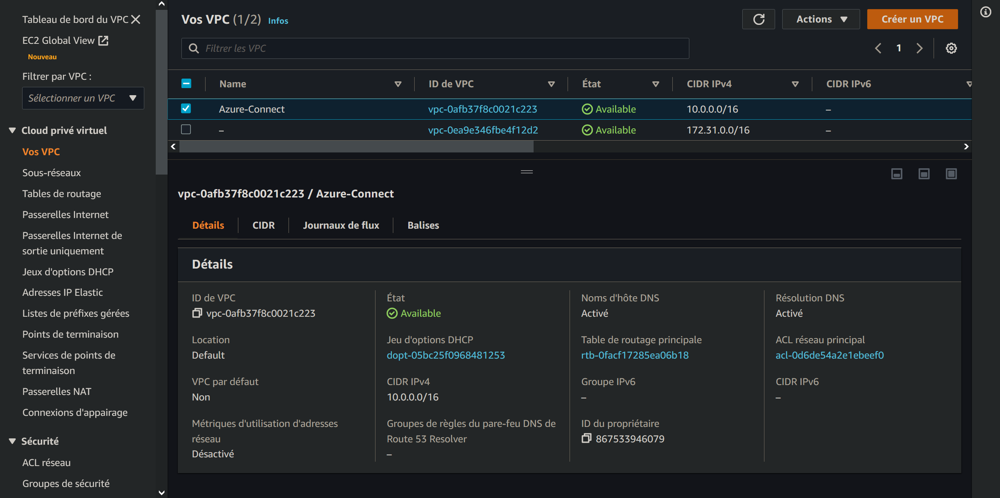 Tableau de bord du VPC
EC2 Global View
Nouveau
Filtrer par VPC :
Sélectionner un VPC
Cloud privé virtuel
Vos VPC
Sous-réseaux
Tables de routage
Passerelles Internet
Passerelles Internet de
sortie uniquement
Jeux d'options DHCP
Adresses IP Elastic
Listes de préfixes gérées
Points de terminaison
Services de points de
terminaison
Passerelles NAT
Connexions d'appairage
Sécurité
ACL réseau
Groupes de sécurité
Vos VPC (1/2) Infos
Actions
Créer un VPC
Filtrer les VPC
1
Name ID de VPC État CIDR IPv4 CIDR IPv6
Azure-Connect vpc-0afb37f8c0021c223 Available 10.0.0.0/16 –
– vpc-0ea9e346fbe4f12d2 Available 172.31.0.0/16 –
vpc-0afb37f8c0021c223 / Azure-Connect
Détails CIDR Journaux de flux Balises
Détails
ID de VPC
vpc-0afb37f8c0021c223
État
Available
Noms d'hôte DNS
Activé
Résolution DNS
Activé
Location
Default
Jeu d'options DHCP
dopt-05bc25f0968481253
Table de routage principale
rtb-0facf17285ea06b18
ACL réseau principal
acl-0d6de54a2e1ebeef0
VPC par défaut
Non
CIDR IPv4
10.0.0.0/16
Groupe IPv6
–
CIDR IPv6
–
Métriques d'utilisation d'adresses
réseau
Désactivé
Groupes de règles du pare-feu DNS de
Route 53 Resolver
–
ID du propriétaire
867533946079